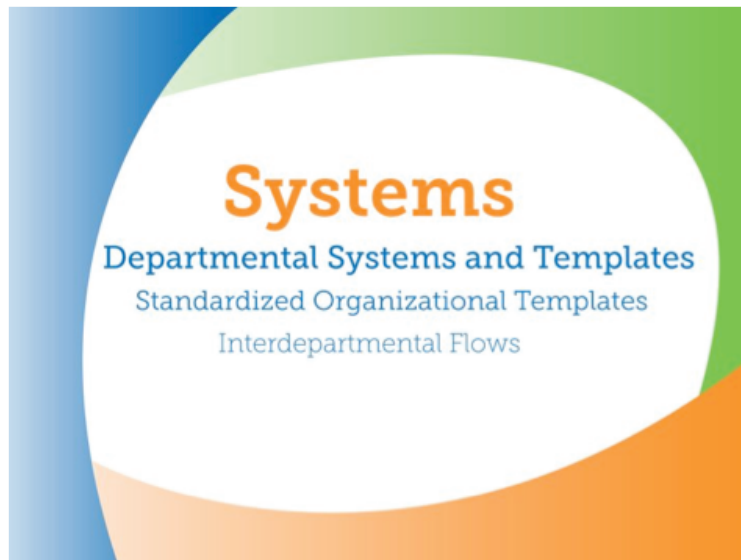 Systems
Departmental Systems and Templates
Standardized Organizational Templates
Interdepartmental Flows